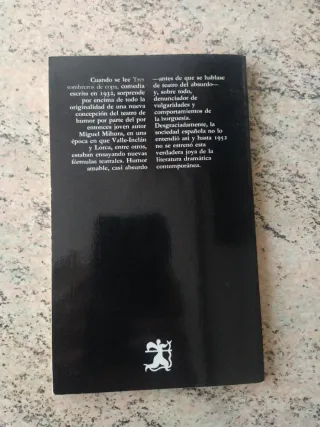 Cuando se lee Tres
sombreros de copa, comedia
escrita en 1932, sorprende
por encima de todo la
originalidad de una nueva
concepción del teatro de
humor por parte del por
entonces joven autor
Miguel Mihura, en una
época en que Valle-Inclán
y Lorca, entre otros,
estaban ensayando nuevas
fórmulas teatrales. Humor
amable, casi absurdo
—antes de que se hablase
de teatro del absurdo—
y, sobre todo,
denunciador de
vulgaridades y
comportamientos de
la burguesía.
Desgraciadamente, la
sociedad española no lo
entendió así y hasta 1952
no se estrenó esta
verdadera joya de la
literatura dramática
contemporánea.